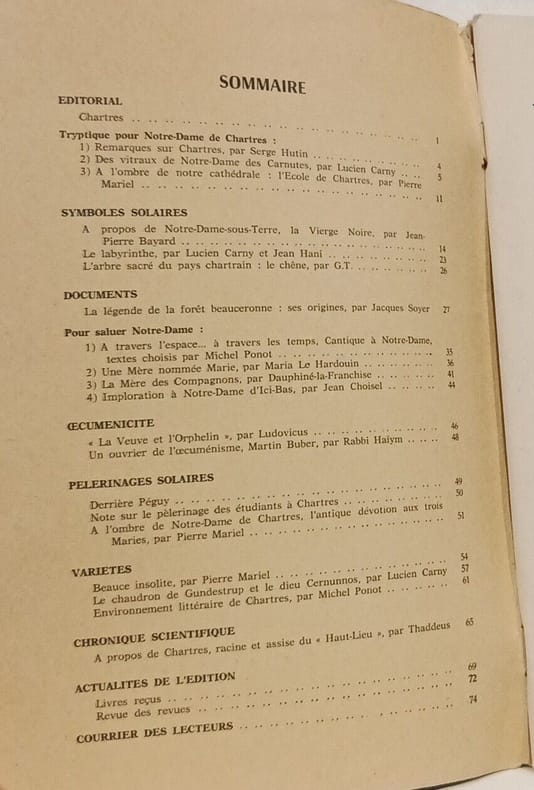 SOMMAIRE
EDITORIAL
Chartres .. .. .. .. .. .. .. .. .. .. .. .. 1
Tryptique pour Notre-Dame de Chartres :
1) Remarques sur Chartres, par Serge Hutin .. .. .. .. .. 4
2) Des vitraux de Notre-Dame des Carnutes, par Lucien Carny .. .. 5
3) A l'ombre de notre cathédrale : l'Ecole de Chartres, par Pierre
Mariel .. .. .. .. .. .. .. .. .. .. .. .. 11
SYMBOLES SOLAIRES
A propos de Notre-Dame-sous-Terre, la Vierge Noire, par Jean-
Pierre Bayard .. .. .. .. .. .. .. .. .. .. 14
Le labyrinthe, par Lucien Carny et Jean Hani .. .. .. .. .. 23
L'arbre sacré du pays chartrain : le chêne, par G.T. .. .. .. .. 26
DOCUMENTS
La légende de la forêt beauceronne : ses origines, par Jacques Soyer 27
Pour saluer Notre-Dame :
1) A travers l'espace... à travers les temps, Cantique à Notre-Dame,
textes choisis par Michel Ponot .. .. .. .. .. .. .. 35
2) Une Mère nommée Marie, par Maria Le Hardouin .. .. .. .. 36
3) La Mère des Compagnons, par Dauphiné-la-Franchise .. .. .. 41
4) Imploration à Notre-Dame d'Ici-Bas, par Jean Choisel .. .. .. 44
ŒCUMENICITE
« La Veuve et l'Orphelin », par Ludovicus .. .. .. .. .. .. 46
Un ouvrier de l'œcuménisme, Martin Buber, par Rabbi Haïym .. .. 48
PELERINAGES SOLAIRES
Derrière Péguy .. .. .. .. .. .. .. .. .. .. .. 49
Note sur le pèlerinage des étudiants à Chartres .. .. .. .. 50
A l'ombre de Notre-Dame de Chartres, l'antique dévotion aux trois
Maries, par Pierre Mariel .. .. .. .. .. .. .. .. 51
VARIETES
Beauce insolite, par Pierre Mariel .. .. .. .. .. .. .. 54
Le chaudron de Gundestrup et le dieu Cernunnos, par Lucien Carny 57
Environnement littéraire de Chartres, par Michel Ponot .. .. .. 61
CHRONIQUE SCIENTIFIQUE
A propos de Chartres, racine et assise du « Haut-Lieu », par Thaddeus 65
ACTUALITES DE L'EDITION
Livres reçus .. .. .. .. .. .. .. .. .. .. .. 69
Revue des revues .. .. .. .. .. .. .. .. .. .. 72
COURRIER DES LECTEURS .. .. .. .. .. .. .. .. 74